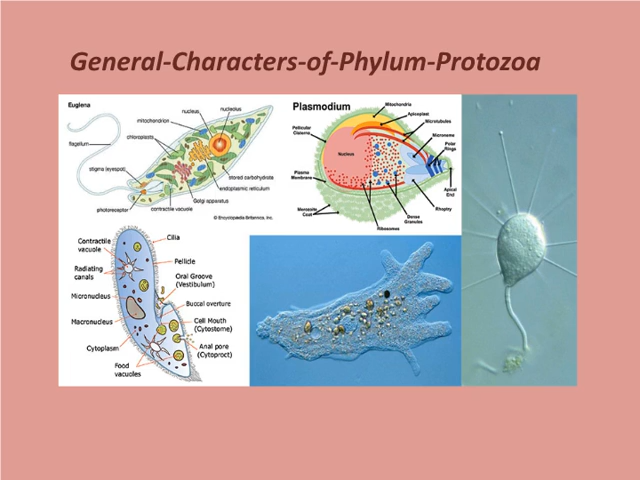 General-Characters-of-Phylum-Protozoa
Euglena
nucleus
nucleolus
mitochondrion
chloroplasts
flagellum
stigma (eyespot)
stored carbohydrate
endoplasmic reticulum
Golgi apparatus
photoreceptor
contractile vacuole
© Encyclopædia Britannica, Inc.
Plasmodium
Mitochondria
Apicoplast
Microtubules
Microneme
Polar
Rings
Pellicular
Cisterne
Nucleus
Plasma
Membrane
Apical
End
Rhoptry
Merozoite
Coat
Dense
Granules
Ribosomes
Contractile
vacuole
Cilia
Pellicle
Radiating
canals
Oral Groove
(Vestibulum)
Micronucleus
Buccal overture
Macronucleus
Cell Mouth
(Cytostome)
Cytoplasm
Anal pore
(Cytoproct)
Food
vacuoles